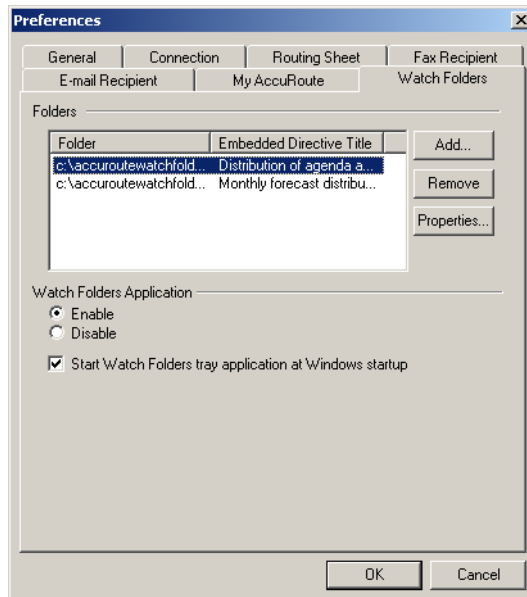 Preferences
General Connection Routing Sheet Fax Recipient
E-mail Recipient My AccuRoute Watch Folders
Folders
Folder Embedded Directive Title
c:\accuroutewatchfold... Distribution of agenda a...
c:\accuroutewatchfold... Monthly forecast distribu...
Add...
Remove
Properties...
Watch Folders Application
Enable
Disable
Start Watch Folders tray application at Windows startup
OK Cancel